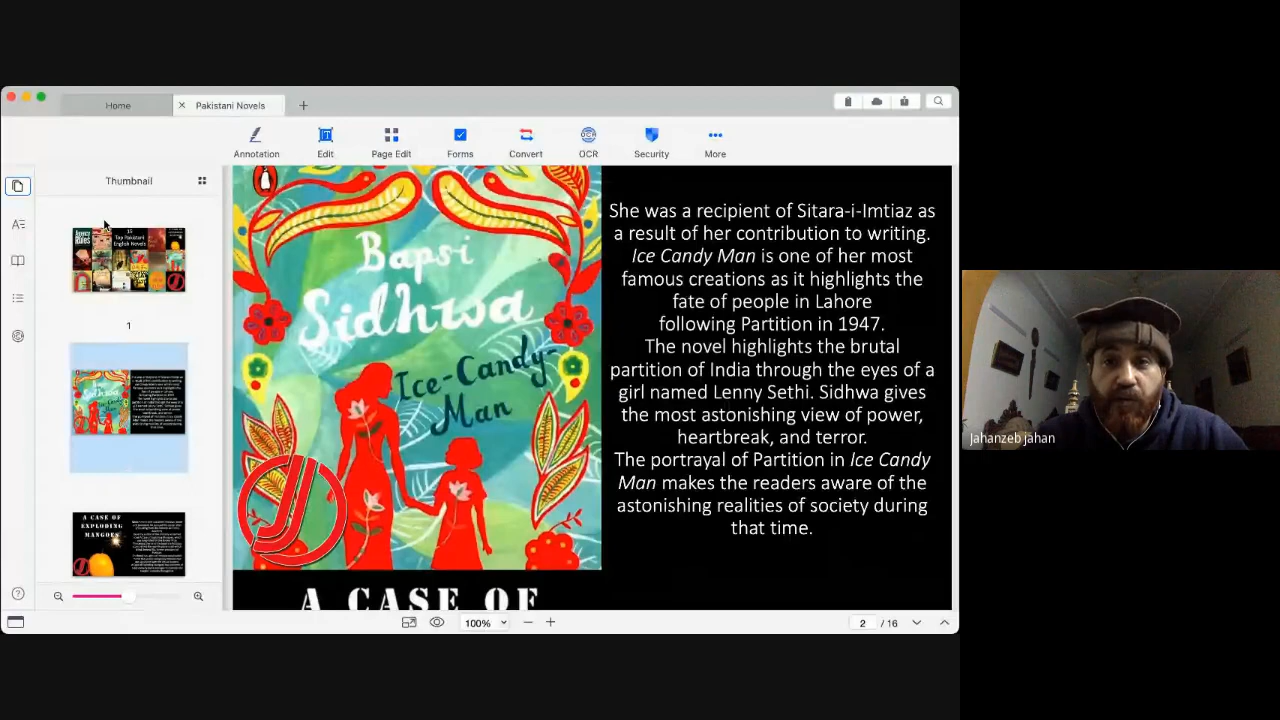 Home
Pakistani Novels
Annotation
Edit
Page Edit
Forms
Convert
OCR
Security
More
Thumbnail
15
Top Pakistani
English Novels
1
A CASE OF
EXPLODING
MANGOES
Bapsi
Sidhwa
Ice-Candy-
Man
She was a recipient of Sitara-i-Imtiaz as
a result of her contribution to writing.
Ice Candy Man is one of her most
famous creations as it highlights the
fate of people in Lahore
following Partition in 1947.
The novel highlights the brutal
partition of India through the eyes of a
girl named Lenny Sethi. Sidhwa gives
the most astonishing view of power,
heartbreak, and terror.
The portrayal of Partition in Ice Candy
Man makes the readers aware of the
astonishing realities of society during
that time.
A CASE OF
100%
2 / 16
Jahanzeb jahan